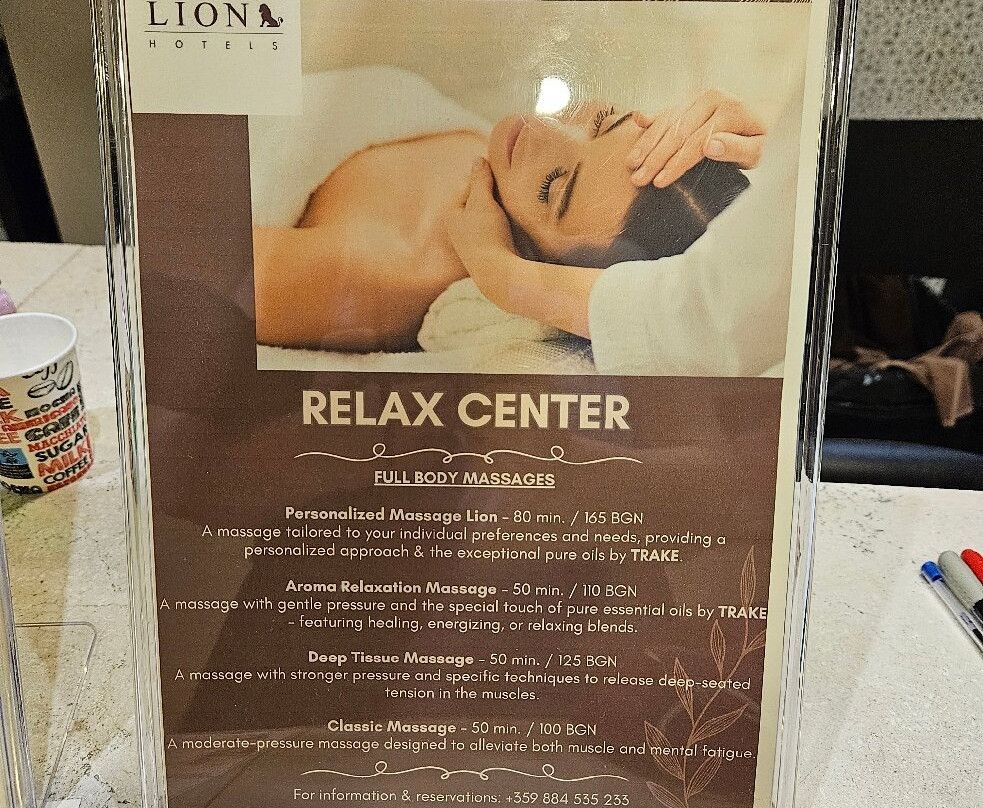 LION
HOTELS
RELAX CENTER
FULL BODY MASSAGES
Personalized Massage Lion - 80 min. / 165 BGN
A massage tailored to your individual preferences and needs, providing a
personalized approach & the exceptional pure oils by TRAKE.
Aroma Relaxation Massage - 50 min. / 110 BGN
A massage with gentle pressure and the special touch of pure essential oils by TRAKE
- featuring healing, energizing, or relaxing blends.
Deep Tissue Massage - 50 min. / 125 BGN
A massage with stronger pressure and specific techniques to release deep-seated
tension in the muscles.
Classic Massage - 50 min. / 100 BGN
A moderate-pressure massage designed to alleviate both muscle and mental fatigue.
For information & reservations: +359 884 535 233
MACCHIATO
SUGAR
MILK
COFFEE